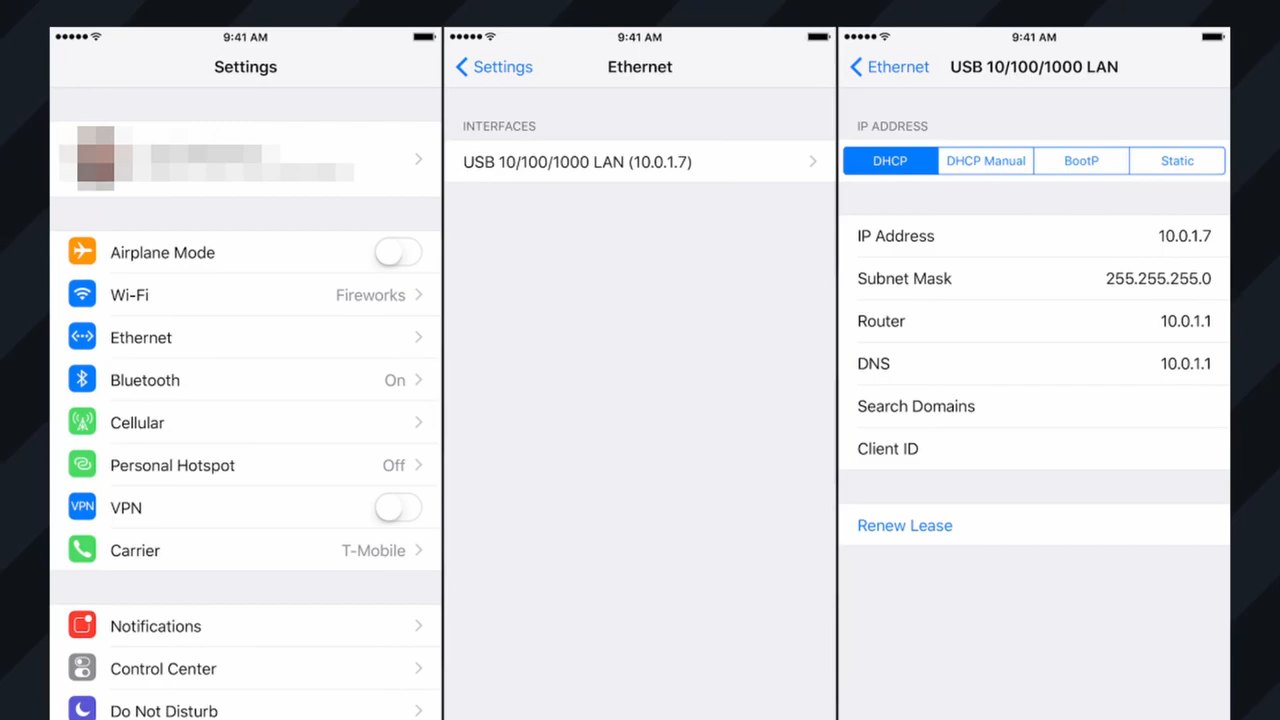 9:41 AM
Settings
Airplane Mode
Wi-Fi Fireworks
Ethernet
Bluetooth On
Cellular
Personal Hotspot Off
VPN VPN
Carrier T-Mobile
Notifications
Control Center
Do Not Disturb
9:41 AM
Settings Ethernet
INTERFACES
USB 10/100/1000 LAN (10.0.1.7)
9:41 AM
Ethernet USB 10/100/1000 LAN
IP ADDRESS
DHCP DHCP Manual BootP Static
IP Address 10.0.1.7
Subnet Mask 255.255.255.0
Router 10.0.1.1
DNS 10.0.1.1
Search Domains
Client ID
Renew Lease